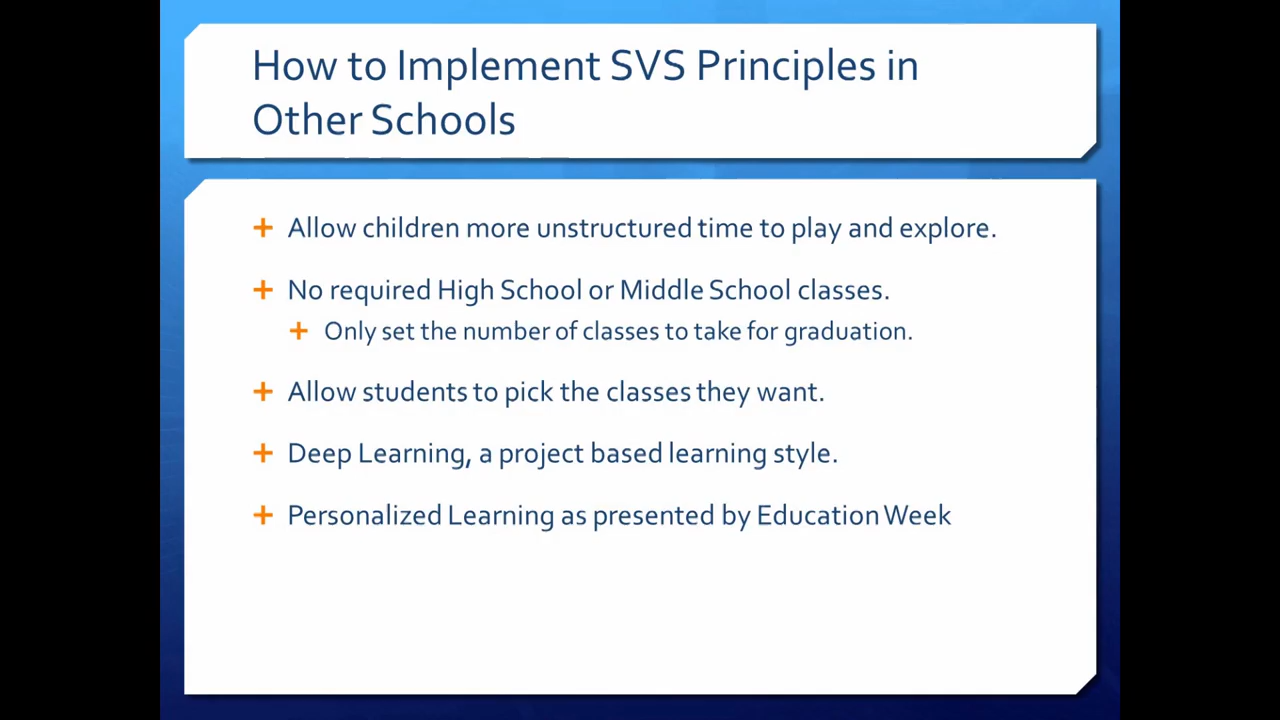 How to Implement SVS Principles in
Other Schools
+ Allow children more unstructured time to play and explore.
+ No required High School or Middle School classes.
+ Only set the number of classes to take for graduation.
+ Allow students to pick the classes they want.
+ Deep Learning, a project based learning style.
+ Personalized Learning as presented by Education Week